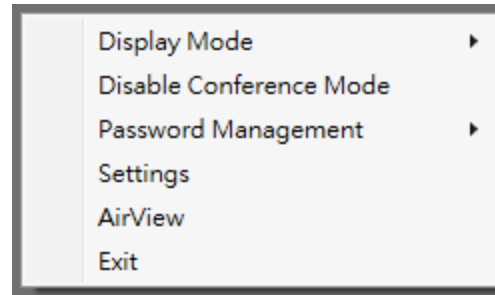 Display Mode
Disable Conference Mode
Password Management
Settings
AirView
Exit